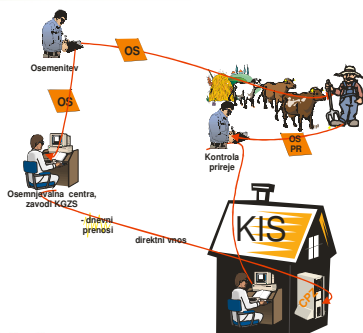 OS
Osemenitev
OS
OS
PR
Kontrola
prireje
Osemnjevalna centra,
zavodi KGZS
- dnevni
prenosi
direktni vnos
KIS
CPZ